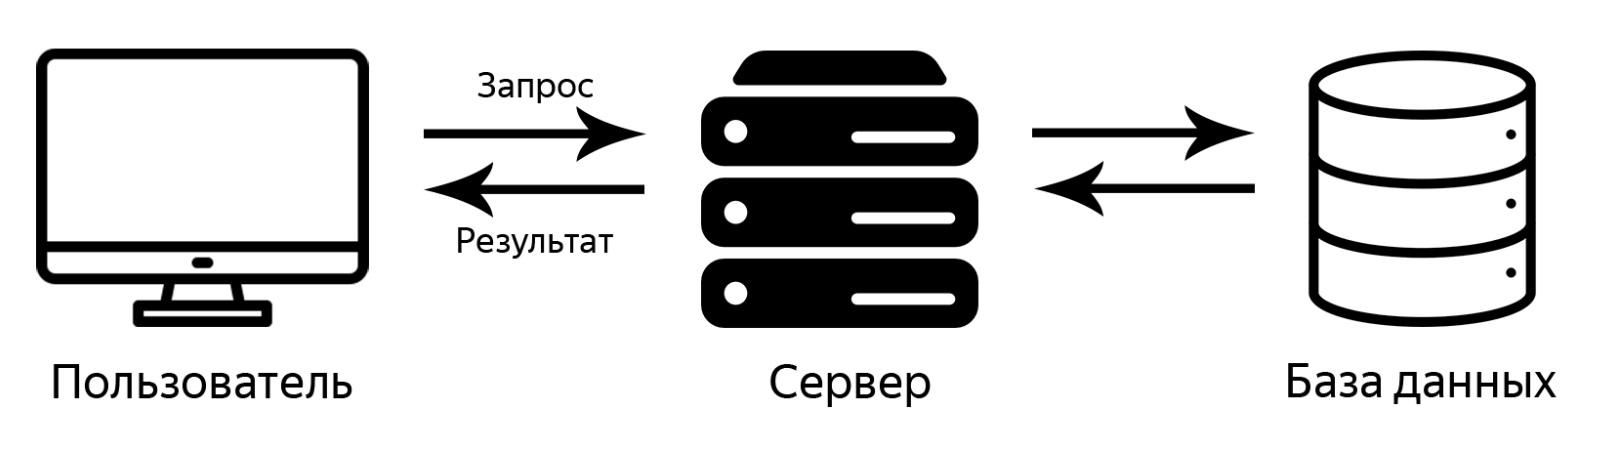 Запрос
Результат
Пользователь
Сервер
База данных